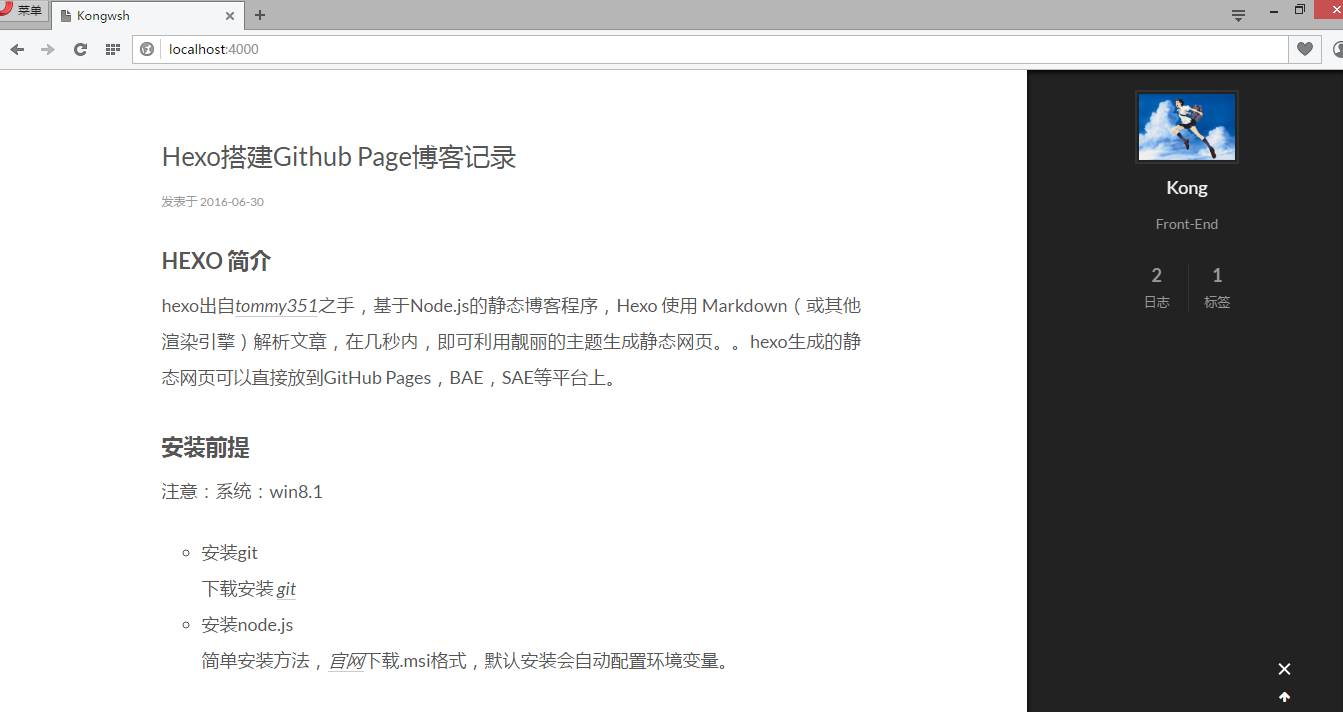 菜单
Kongwsh
localhost:4000
Hexo搭建Github Page博客记录
发表于 2016-06-30
HEXO 简介
hexo出自tommy351之手，基于Node.js的静态博客程序，Hexo 使用 Markdown（或其他
渲染引擎）解析文章，在几秒内，即可利用靓丽的主题生成静态网页。。hexo生成的静
态网页可以直接放到GitHub Pages，BAE，SAE等平台上。
安装前提
注意：系统：win8.1
安装git
下载安装 git
安装node.js
简单安装方法，官网下载.msi格式，默认安装会自动配置环境变量。
Kong
Front-End
2
1
日志
标签